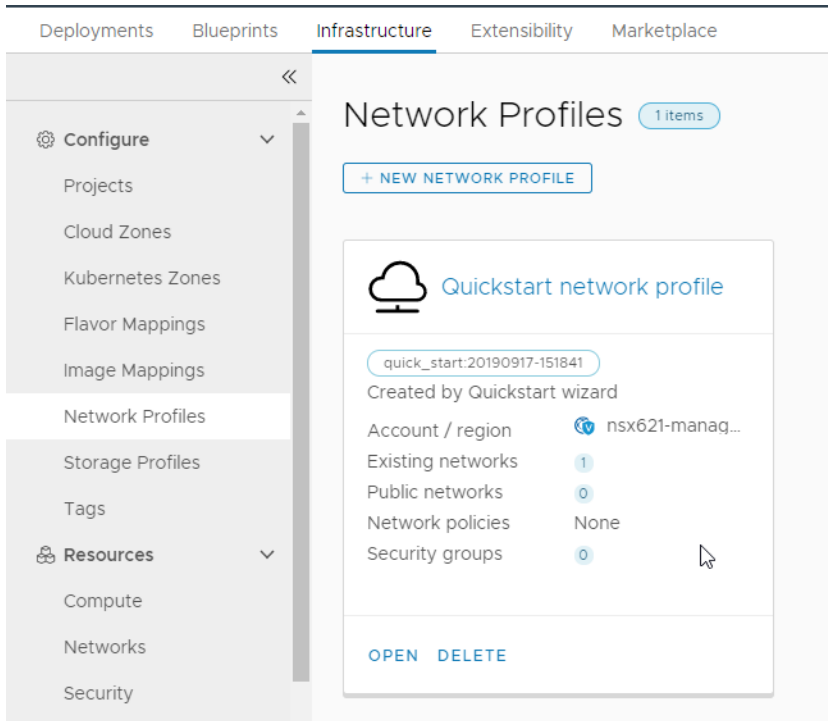 Deployments Blueprints Infrastructure Extensibility Marketplace
Configure
Projects
Cloud Zones
Kubernetes Zones
Flavor Mappings
Image Mappings
Network Profiles
Storage Profiles
Tags
Resources
Compute
Networks
Security
Network Profiles 1 items
+ NEW NETWORK PROFILE
Quickstart network profile
quick_start:20190917-151841
Created by Quickstart wizard
Account / region nsx621-manag...
Existing networks 1
Public networks 0
Network policies None
Security groups 0
OPEN DELETE